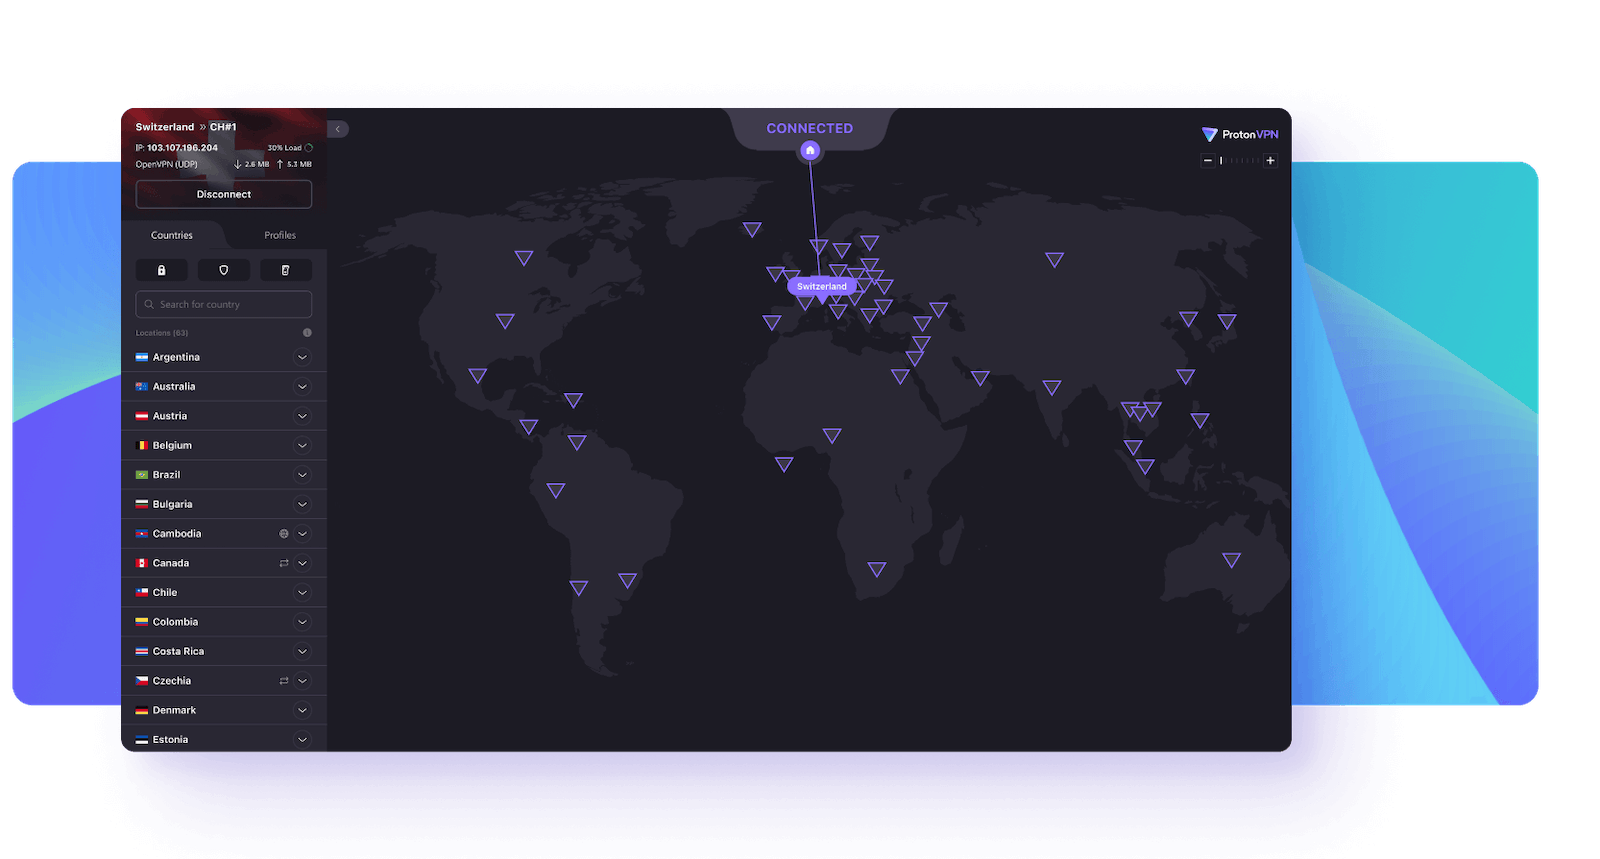 Switzerland » CH#1
IP: 103.107.196.204 30% Load
OpenVPN (UDP) ↓ 2.6 MB ↑ 5.3 MB
Disconnect
Countries Profiles
Search for country
Locations (63)
Argentina
Australia
Austria
Belgium
Brazil
Bulgaria
Cambodia
Canada
Chile
Colombia
Costa Rica
Czechia
Denmark
Estonia
CONNECTED
ProtonVPN
Switzerland